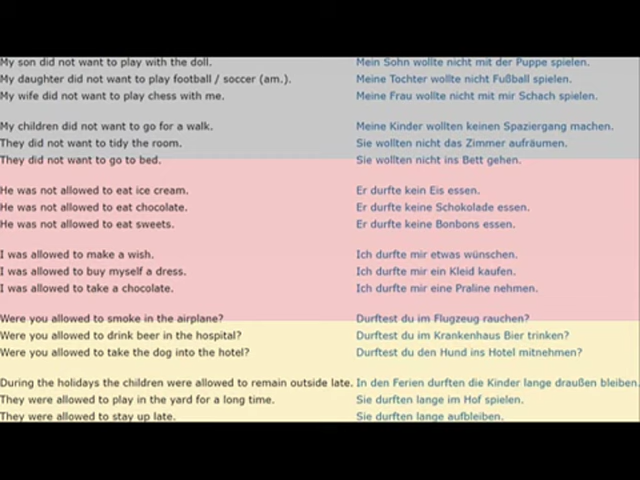 My son did not want to play with the doll. Mein Sohn wollte nicht mit der Puppe spielen.
My daughter did not want to play football / soccer (am.). Meine Tochter wollte nicht Fußball spielen.
My wife did not want to play chess with me. Meine Frau wollte nicht mit mir Schach spielen.
My children did not want to go for a walk. Meine Kinder wollten keinen Spaziergang machen.
They did not want to tidy the room. Sie wollten nicht das Zimmer aufräumen.
They did not want to go to bed. Sie wollten nicht ins Bett gehen.
He was not allowed to eat ice cream. Er durfte kein Eis essen.
He was not allowed to eat chocolate. Er durfte keine Schokolade essen.
He was not allowed to eat sweets. Er durfte keine Bonbons essen.
I was allowed to make a wish. Ich durfte mir etwas wünschen.
I was allowed to buy myself a dress. Ich durfte mir ein Kleid kaufen.
I was allowed to take a chocolate. Ich durfte mir eine Praline nehmen.
Were you allowed to smoke in the airplane? Durftest du im Flugzeug rauchen?
Were you allowed to drink beer in the hospital? Durftest du im Krankenhaus Bier trinken?
Were you allowed to take the dog into the hotel? Durftest du den Hund ins Hotel mitnehmen?
During the holidays the children were allowed to remain outside late. In den Ferien durften die Kinder lange draußen bleiben.
They were allowed to play in the yard for a long time. Sie durften lange im Hof spielen.
They were allowed to stay up late. Sie durften lange aufbleiben.